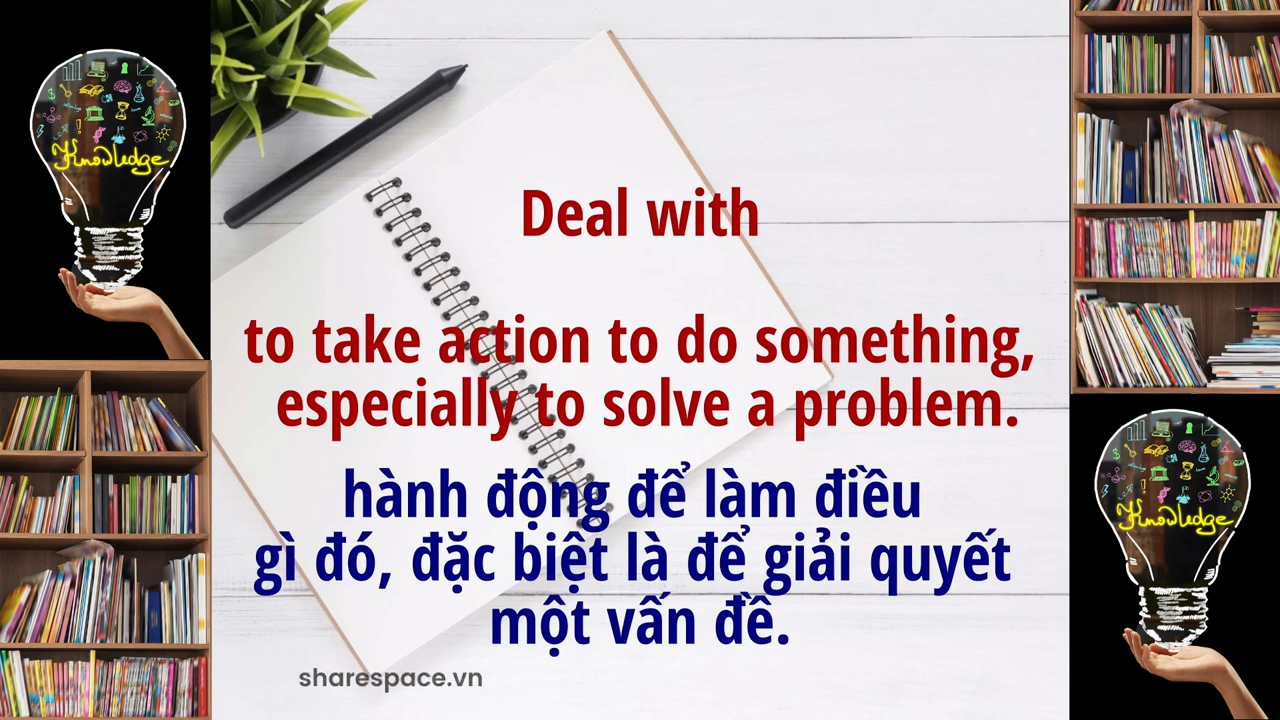 Knowledge
Deal with
to take action to do something,
especially to solve a problem.
hành động để làm điều
gì đó, đặc biệt là để giải quyết
một vấn đề.
sharespace.vn
Knowledge